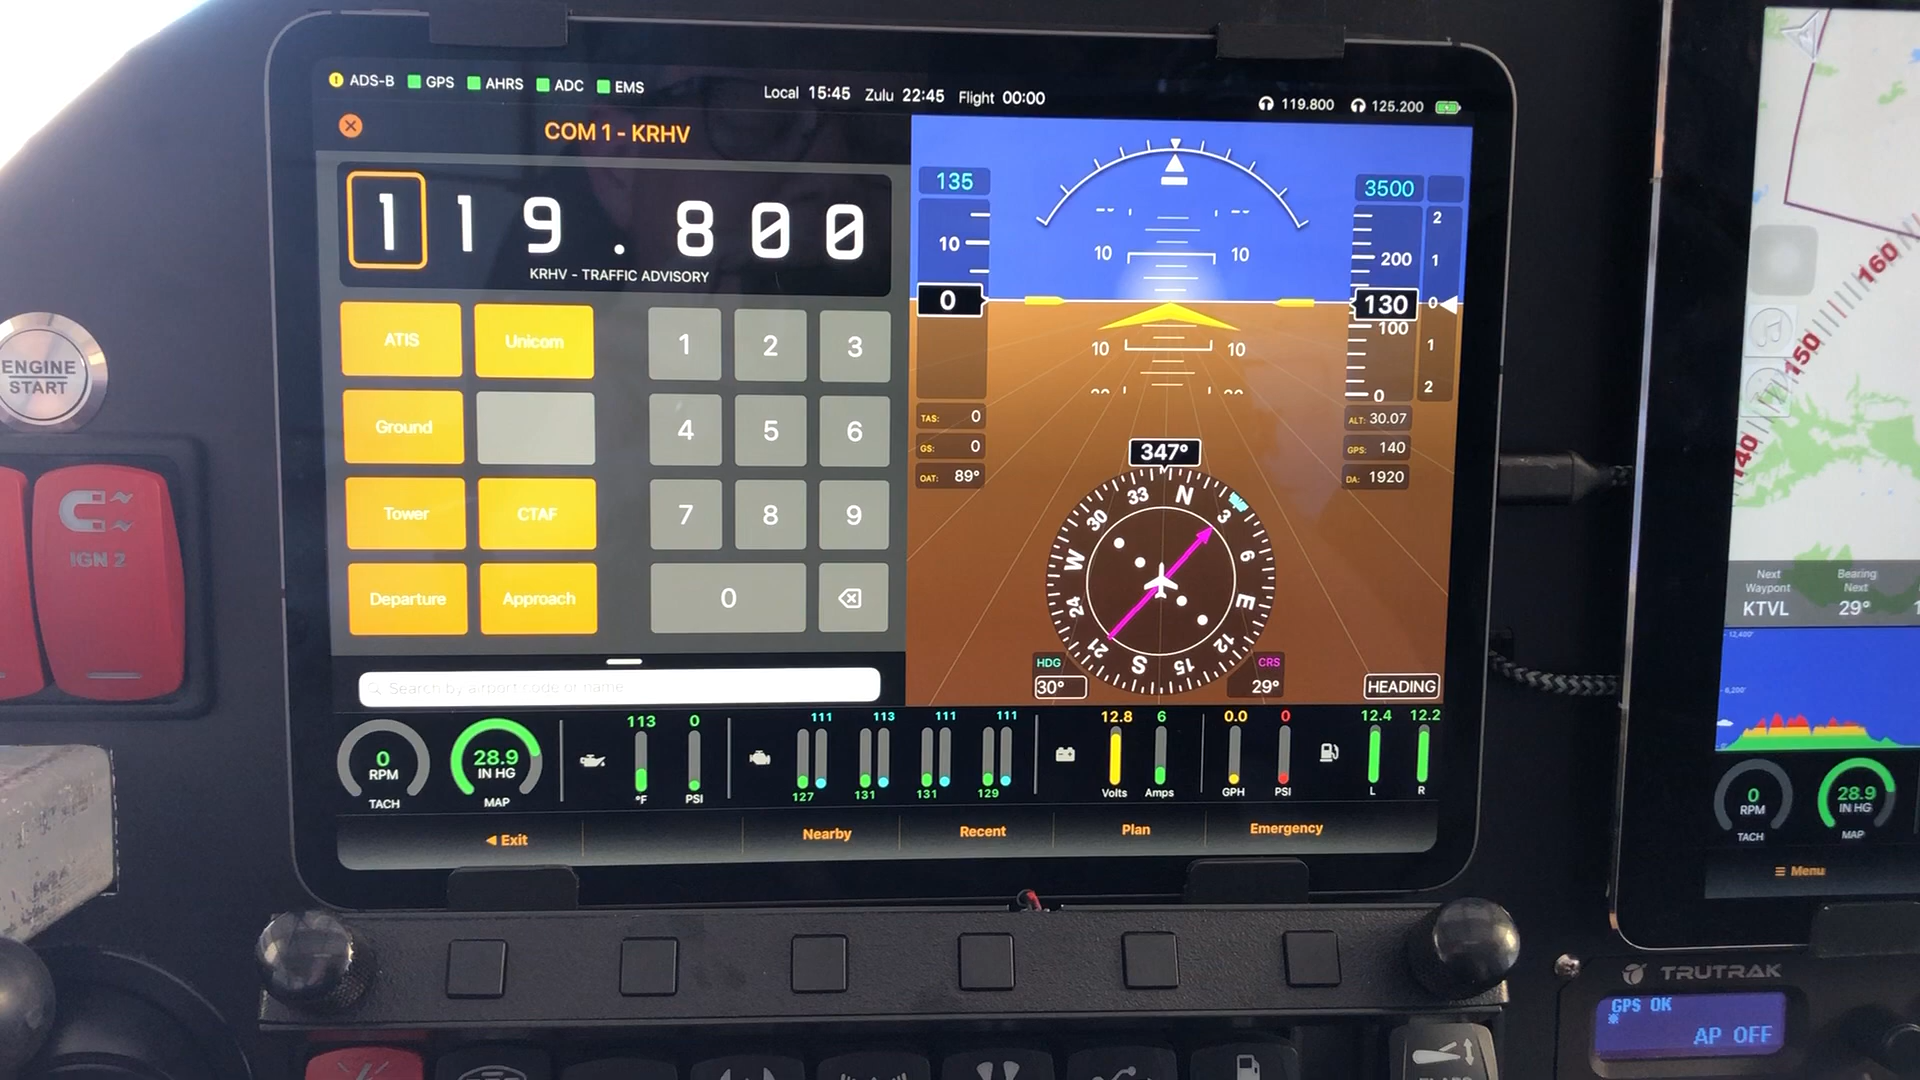 ADS-B GPS AHRS ADC EMS
Local 15:45 Zulu 22:45 Flight 00:00
119.800 125.200
COM 1 - KRHV
119.800
KRHV - TRAFFIC ADVISORY
ATIS Unicom
Ground
Tower CTAF
Departure Approach
1 2 3
4 5 6
7 8 9
0
Search by airport code or name
135
10
0
TAS: 0
GS: 0
OAT: 89°
10 10
10 10
3500
200
130
100
0
2
1
0
1
2
ALT: 30.07
GPS: 140
DA: 1920
347°
N 3 6 E 12 15 S 21 24 W 30 33
HDG
30°
CRS
29°
HEADING
0
RPM
TACH
28.9
IN HG
MAP
113 0
°F PSI
111 113 111 111
127 131 131 129
12.8 6
Volts Amps
0.0 0
GPH PSI
12.4 12.2
L R
Exit Nearby Recent Plan Emergency
ENGINE
START
IGN 2
160
150
140
Next
Waypoint
KTVL
Bearing
Next
29°
12,400'
6,200'
0
RPM
TACH
28.9
IN HG
MAP
Menu
TRUTRAK
GPS OK
AP OFF